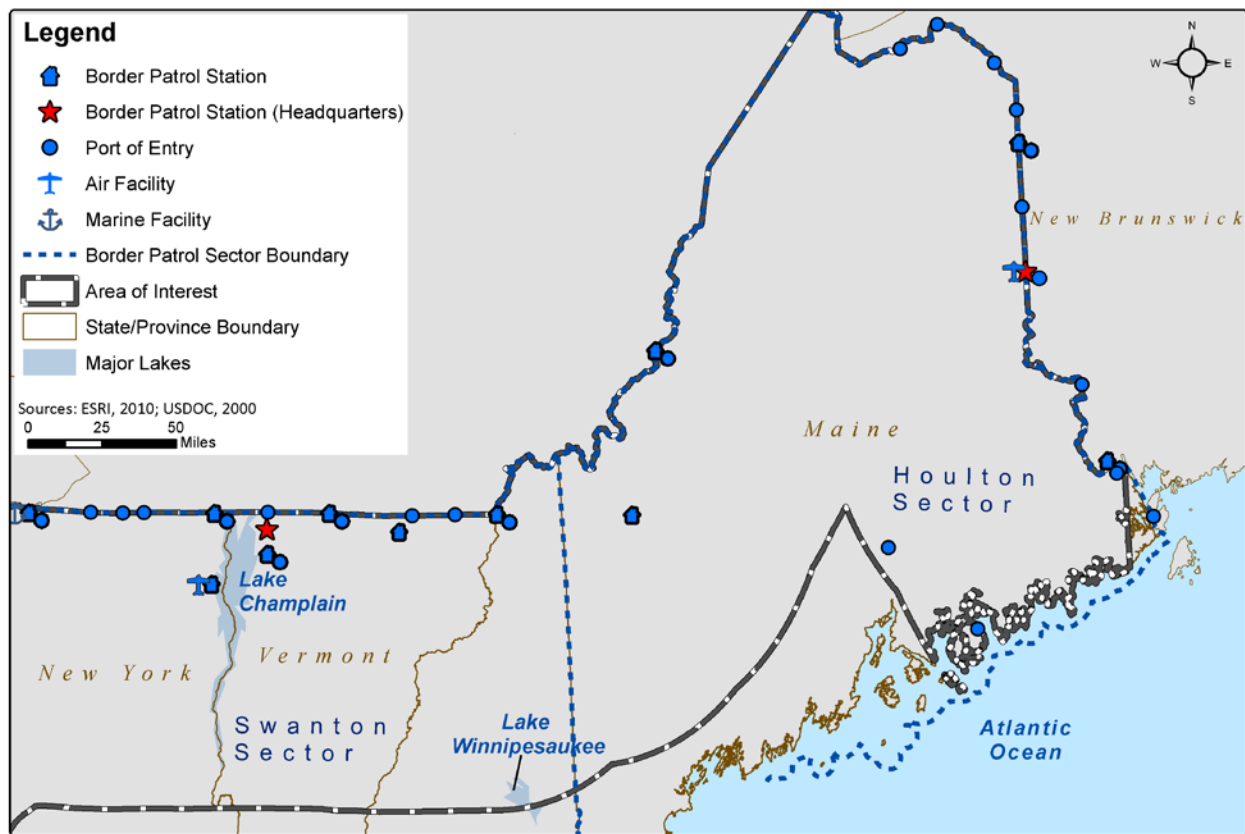 Legend
Border Patrol Station
Border Patrol Station (Headquarters)
Port of Entry
Air Facility
Marine Facility
Border Patrol Sector Boundary
Area of Interest
State/Province Boundary
Major Lakes
Sources: ESRI, 2010; USDOC, 2000
0 25 50
Miles
N
W E
S
New Brunswick
Maine
Houlton
Sector
Lake
Champlain
New York
Vermont
Swanton
Sector
Lake
Winnipesaukee
Atlantic
Ocean